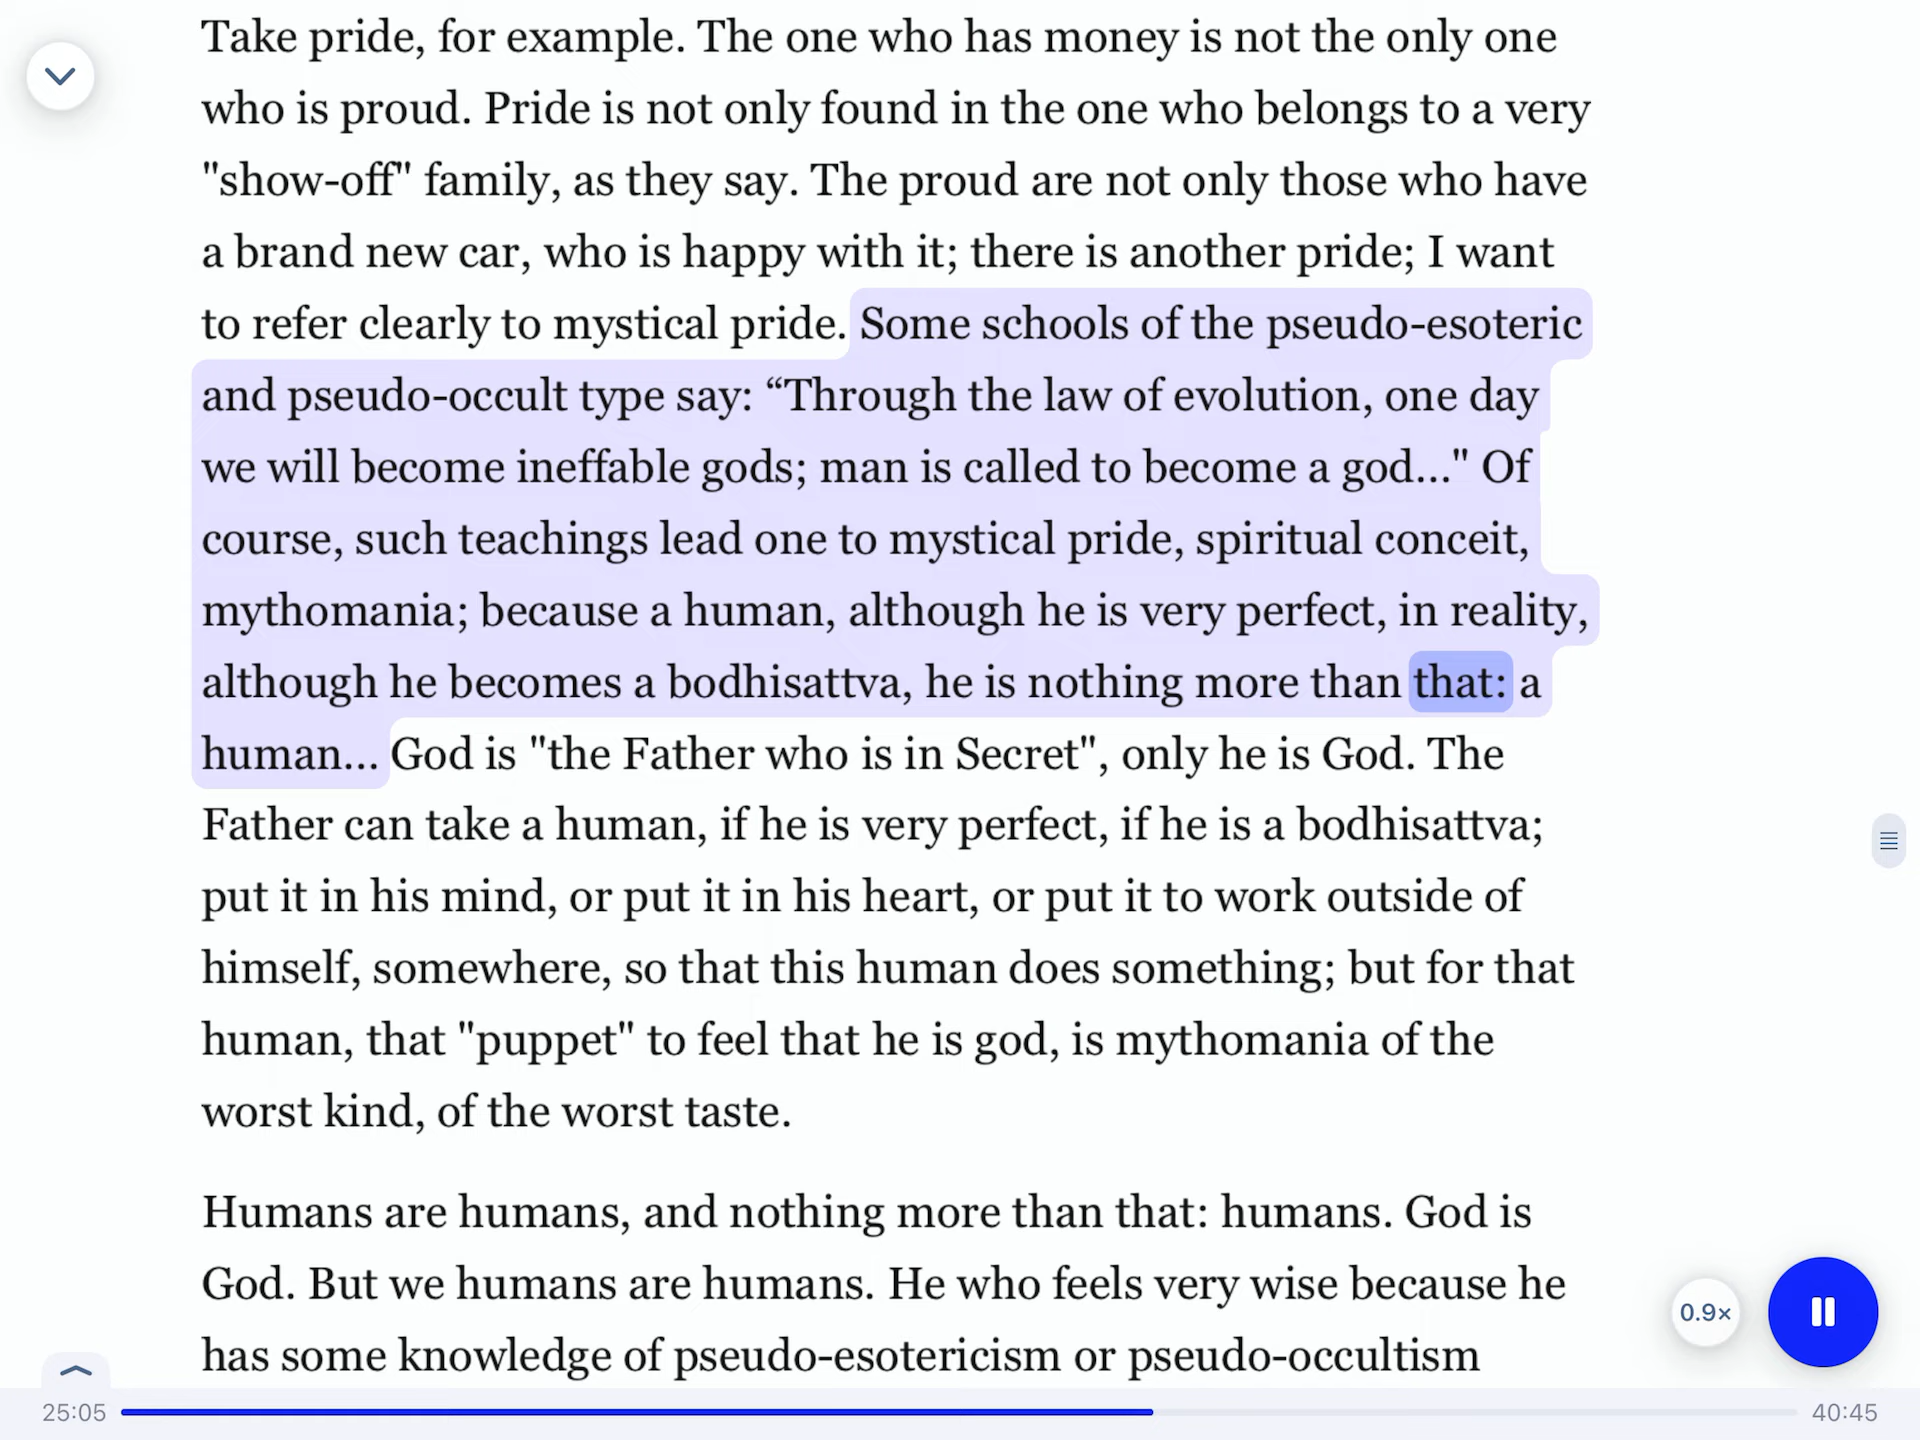 Take pride, for example. The one who has money is not the only one
who is proud. Pride is not only found in the one who belongs to a very
"show-off" family, as they say. The proud are not only those who have
a brand new car, who is happy with it; there is another pride; I want
to refer clearly to mystical pride. Some schools of the pseudo-esoteric
and pseudo-occult type say: “Through the law of evolution, one day
we will become ineffable gods; man is called to become a god..." Of
course, such teachings lead one to mystical pride, spiritual conceit,
mythomania; because a human, although he is very perfect, in reality,
although he becomes a bodhisattva, he is nothing more than that: a
human... God is "the Father who is in Secret", only he is God. The
Father can take a human, if he is very perfect, if he is a bodhisattva;
put it in his mind, or put it in his heart, or put it to work outside of
himself, somewhere, so that this human does something; but for that
human, that "puppet" to feel that he is god, is mythomania of the
worst kind, of the worst taste.
Humans are humans, and nothing more than that: humans. God is
God. But we humans are humans. He who feels very wise because he
has some knowledge of pseudo-esotericism or pseudo-occultism
0.9×
25:05
40:45